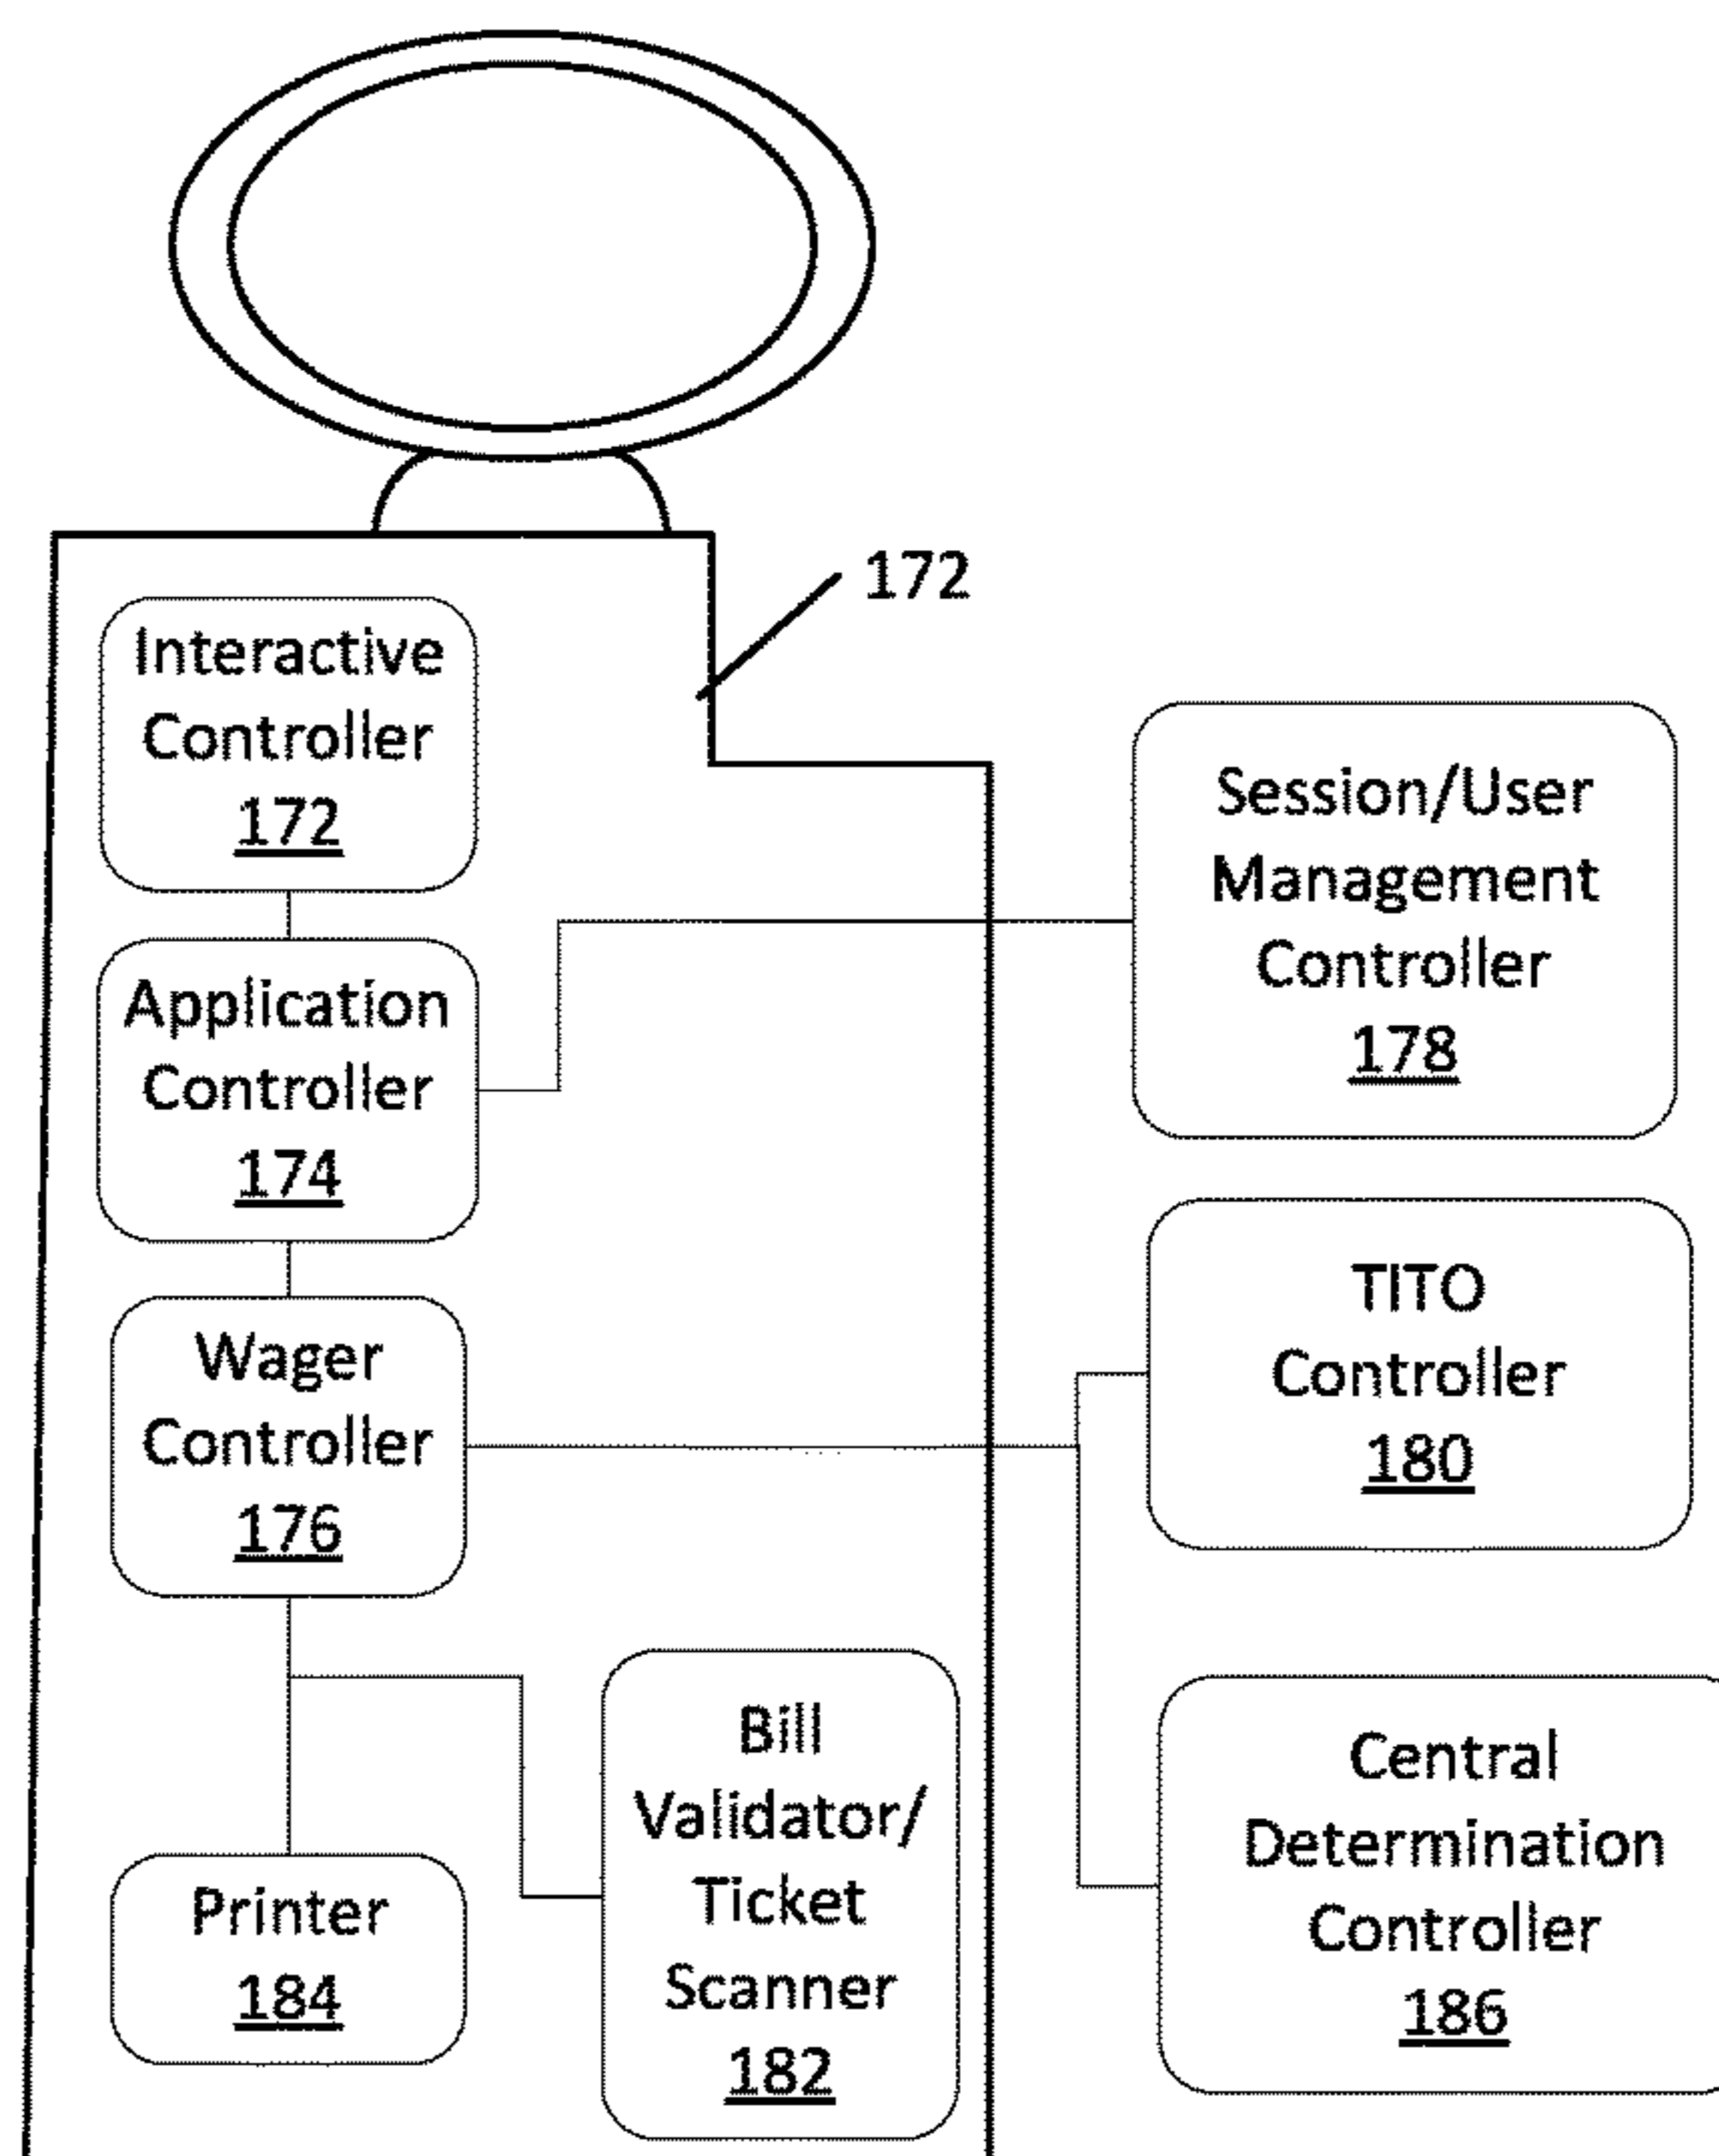 172
Interactive
Controller
172
Application
Controller
174
Wager
Controller
176
Printer
184
Bill
Validator/
Ticket
Scanner
182
Session/User
Management
Controller
178
TITO
Controller
180
Central
Determination
Controller
186